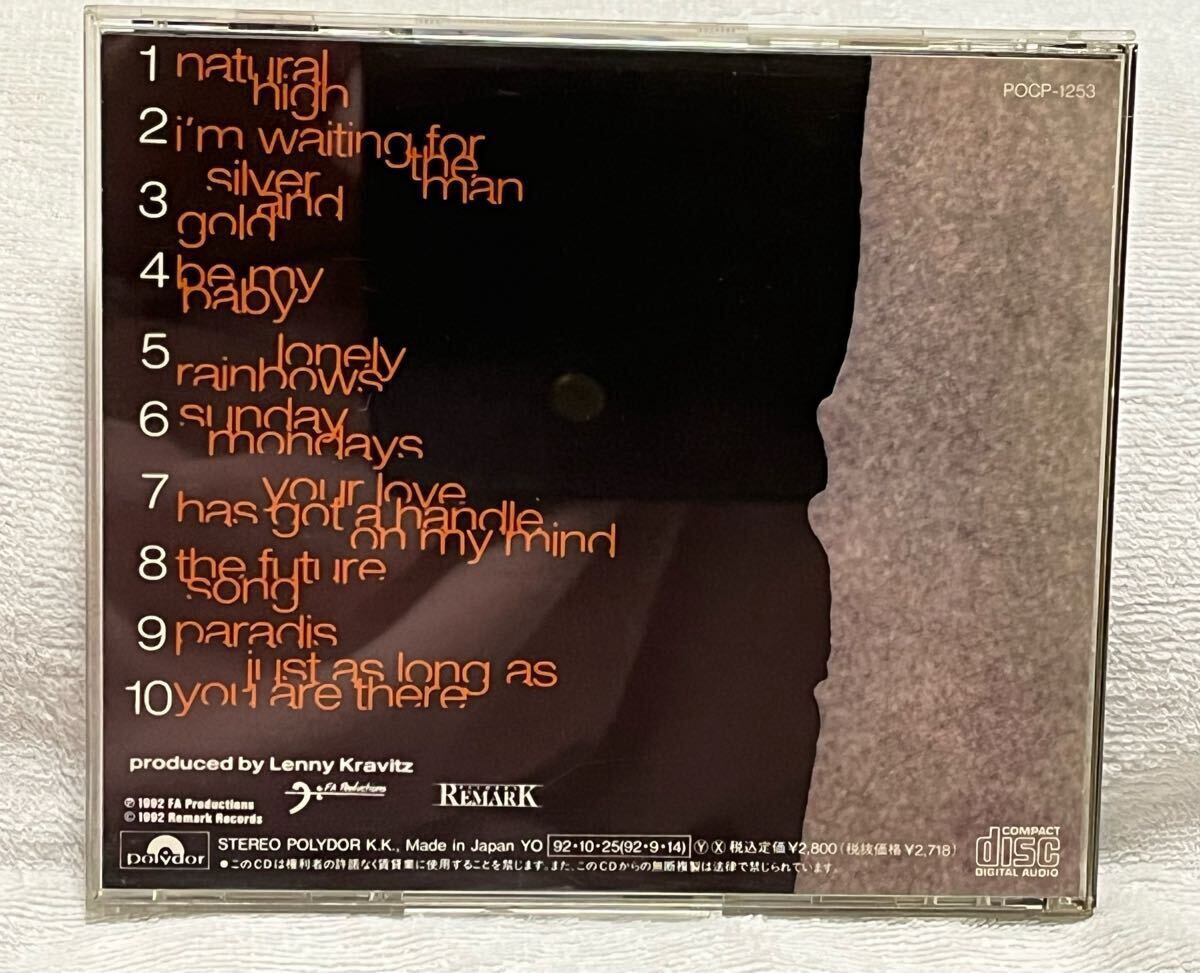 POCP-1253
1 natural
high
2 i'm waiting for
the
man
3 silver
and
gold
4 be my
baby
5 lonely
rainbows
6 sunday
mondays
7 your love
has got a handle
on my mind
8 the future
song
9 paradis
10 just as long as
you are there
produced by Lenny Kravitz
FA Productions
REMARK
℗ 1992 FA Productions
© 1992 Remark Records
polydor
STEREO POLYDOR K.K., Made in Japan YO 92·10·25(92·9·14) Ⓨ Ⓧ 税込定価¥2,800(税抜価格¥2,718)
●このCDは権利者の許諾なく賃貸業に使用することを禁じます。また、このCDからの無断複製は法律で禁じられています。
COMPACT
disc
DIGITAL AUDIO